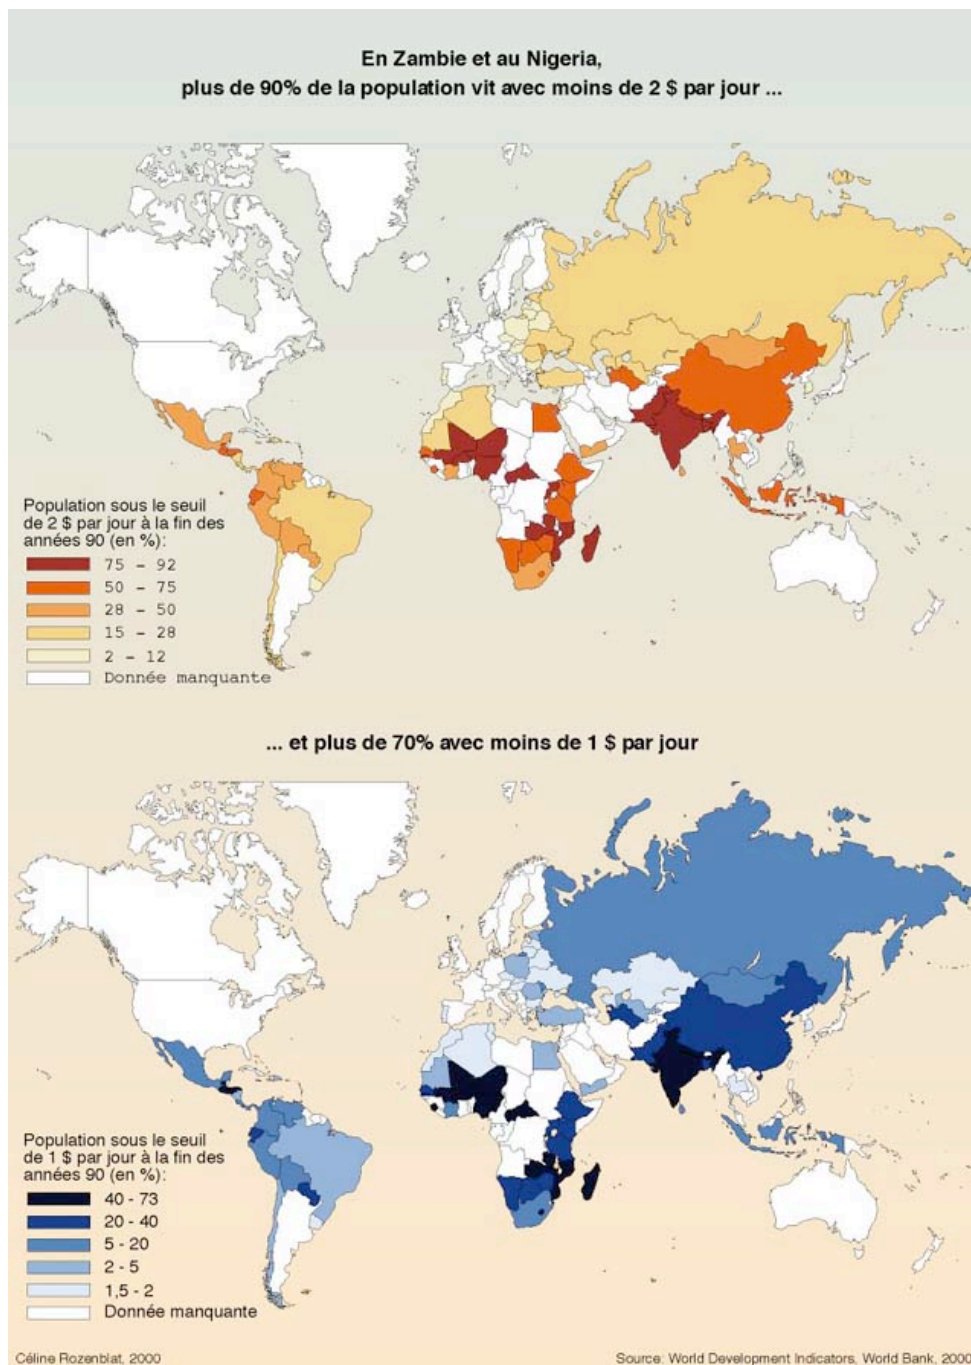 En Zambie et au Nigeria,
plus de 90% de la population vit avec moins de 2 $ par jour ...
Population sous le seuil
de 2 $ par jour à la fin des
années 90 (en %):
75 - 92
50 - 75
28 - 50
15 - 28
2 - 12
Donnée manquante
... et plus de 70% avec moins de 1 $ par jour
Population sous le seuil
de 1 $ par jour à la fin des
années 90 (en %):
40 - 73
20 - 40
5 - 20
2 - 5
1,5 - 2
Donnée manquante
Céline Rozenblat, 2000
Source: World Development Indicators, World Bank, 2000